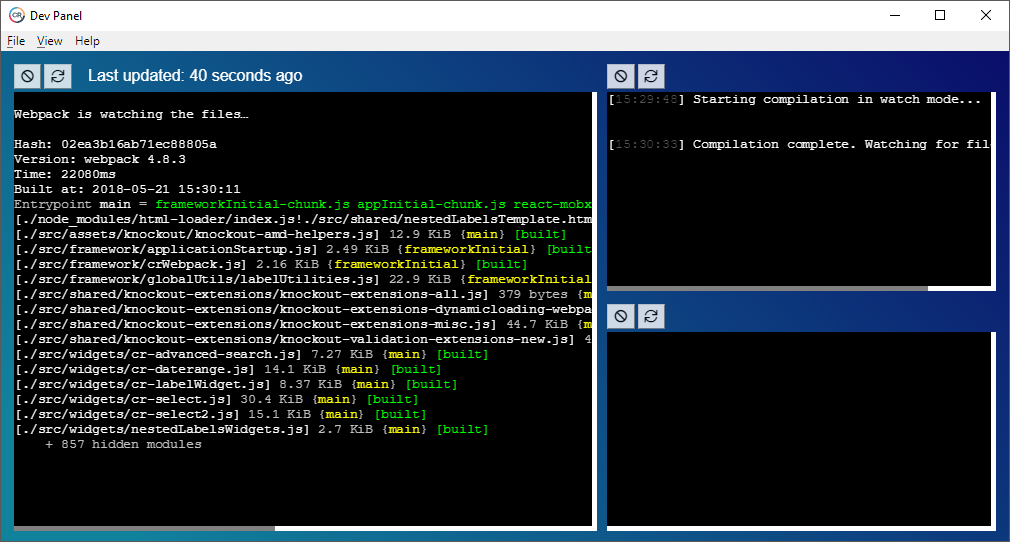 CR Dev Panel
File View Help
Last updated: 40 seconds ago
Webpack is watching the files…
Hash: 02ea3b16ab71ec88805a
Version: webpack 4.8.3
Time: 22080ms
Built at: 2018-05-21 15:30:11
Entrypoint main = frameworkInitial-chunk.js appInitial-chunk.js react-mobx
[./node_modules/html-loader/index.js!./src/shared/nestedLabelsTemplate.htm
[./src/assets/knockout/knockout-amd-helpers.js] 12.9 KiB {main} [built]
[./src/framework/applicationStartup.js] 2.49 KiB {frameworkInitial} [built
[./src/framework/crWebpack.js] 2.16 KiB {frameworkInitial} [built]
[./src/framework/globalUtils/labelUtilities.js] 22.9 KiB {frameworkInitial
[./src/shared/knockout-extensions/knockout-extensions-all.js] 379 bytes {m
[./src/shared/knockout-extensions/knockout-extensions-dynamicloading-webpa
[./src/shared/knockout-extensions/knockout-extensions-misc.js] 44.7 KiB {m
[./src/shared/knockout-extensions/knockout-validation-extensions-new.js] 4
[./src/widgets/cr-advanced-search.js] 7.27 KiB {main} [built]
[./src/widgets/cr-daterange.js] 14.1 KiB {main} [built]
[./src/widgets/cr-labelWidget.js] 8.37 KiB {main} [built]
[./src/widgets/cr-select.js] 30.4 KiB {main} [built]
[./src/widgets/cr-select2.js] 15.1 KiB {main} [built]
[./src/widgets/nestedLabelsWidgets.js] 2.7 KiB {main} [built]
+ 857 hidden modules
[15:29:48] Starting compilation in watch mode...
[15:30:33] Compilation complete. Watching for fil